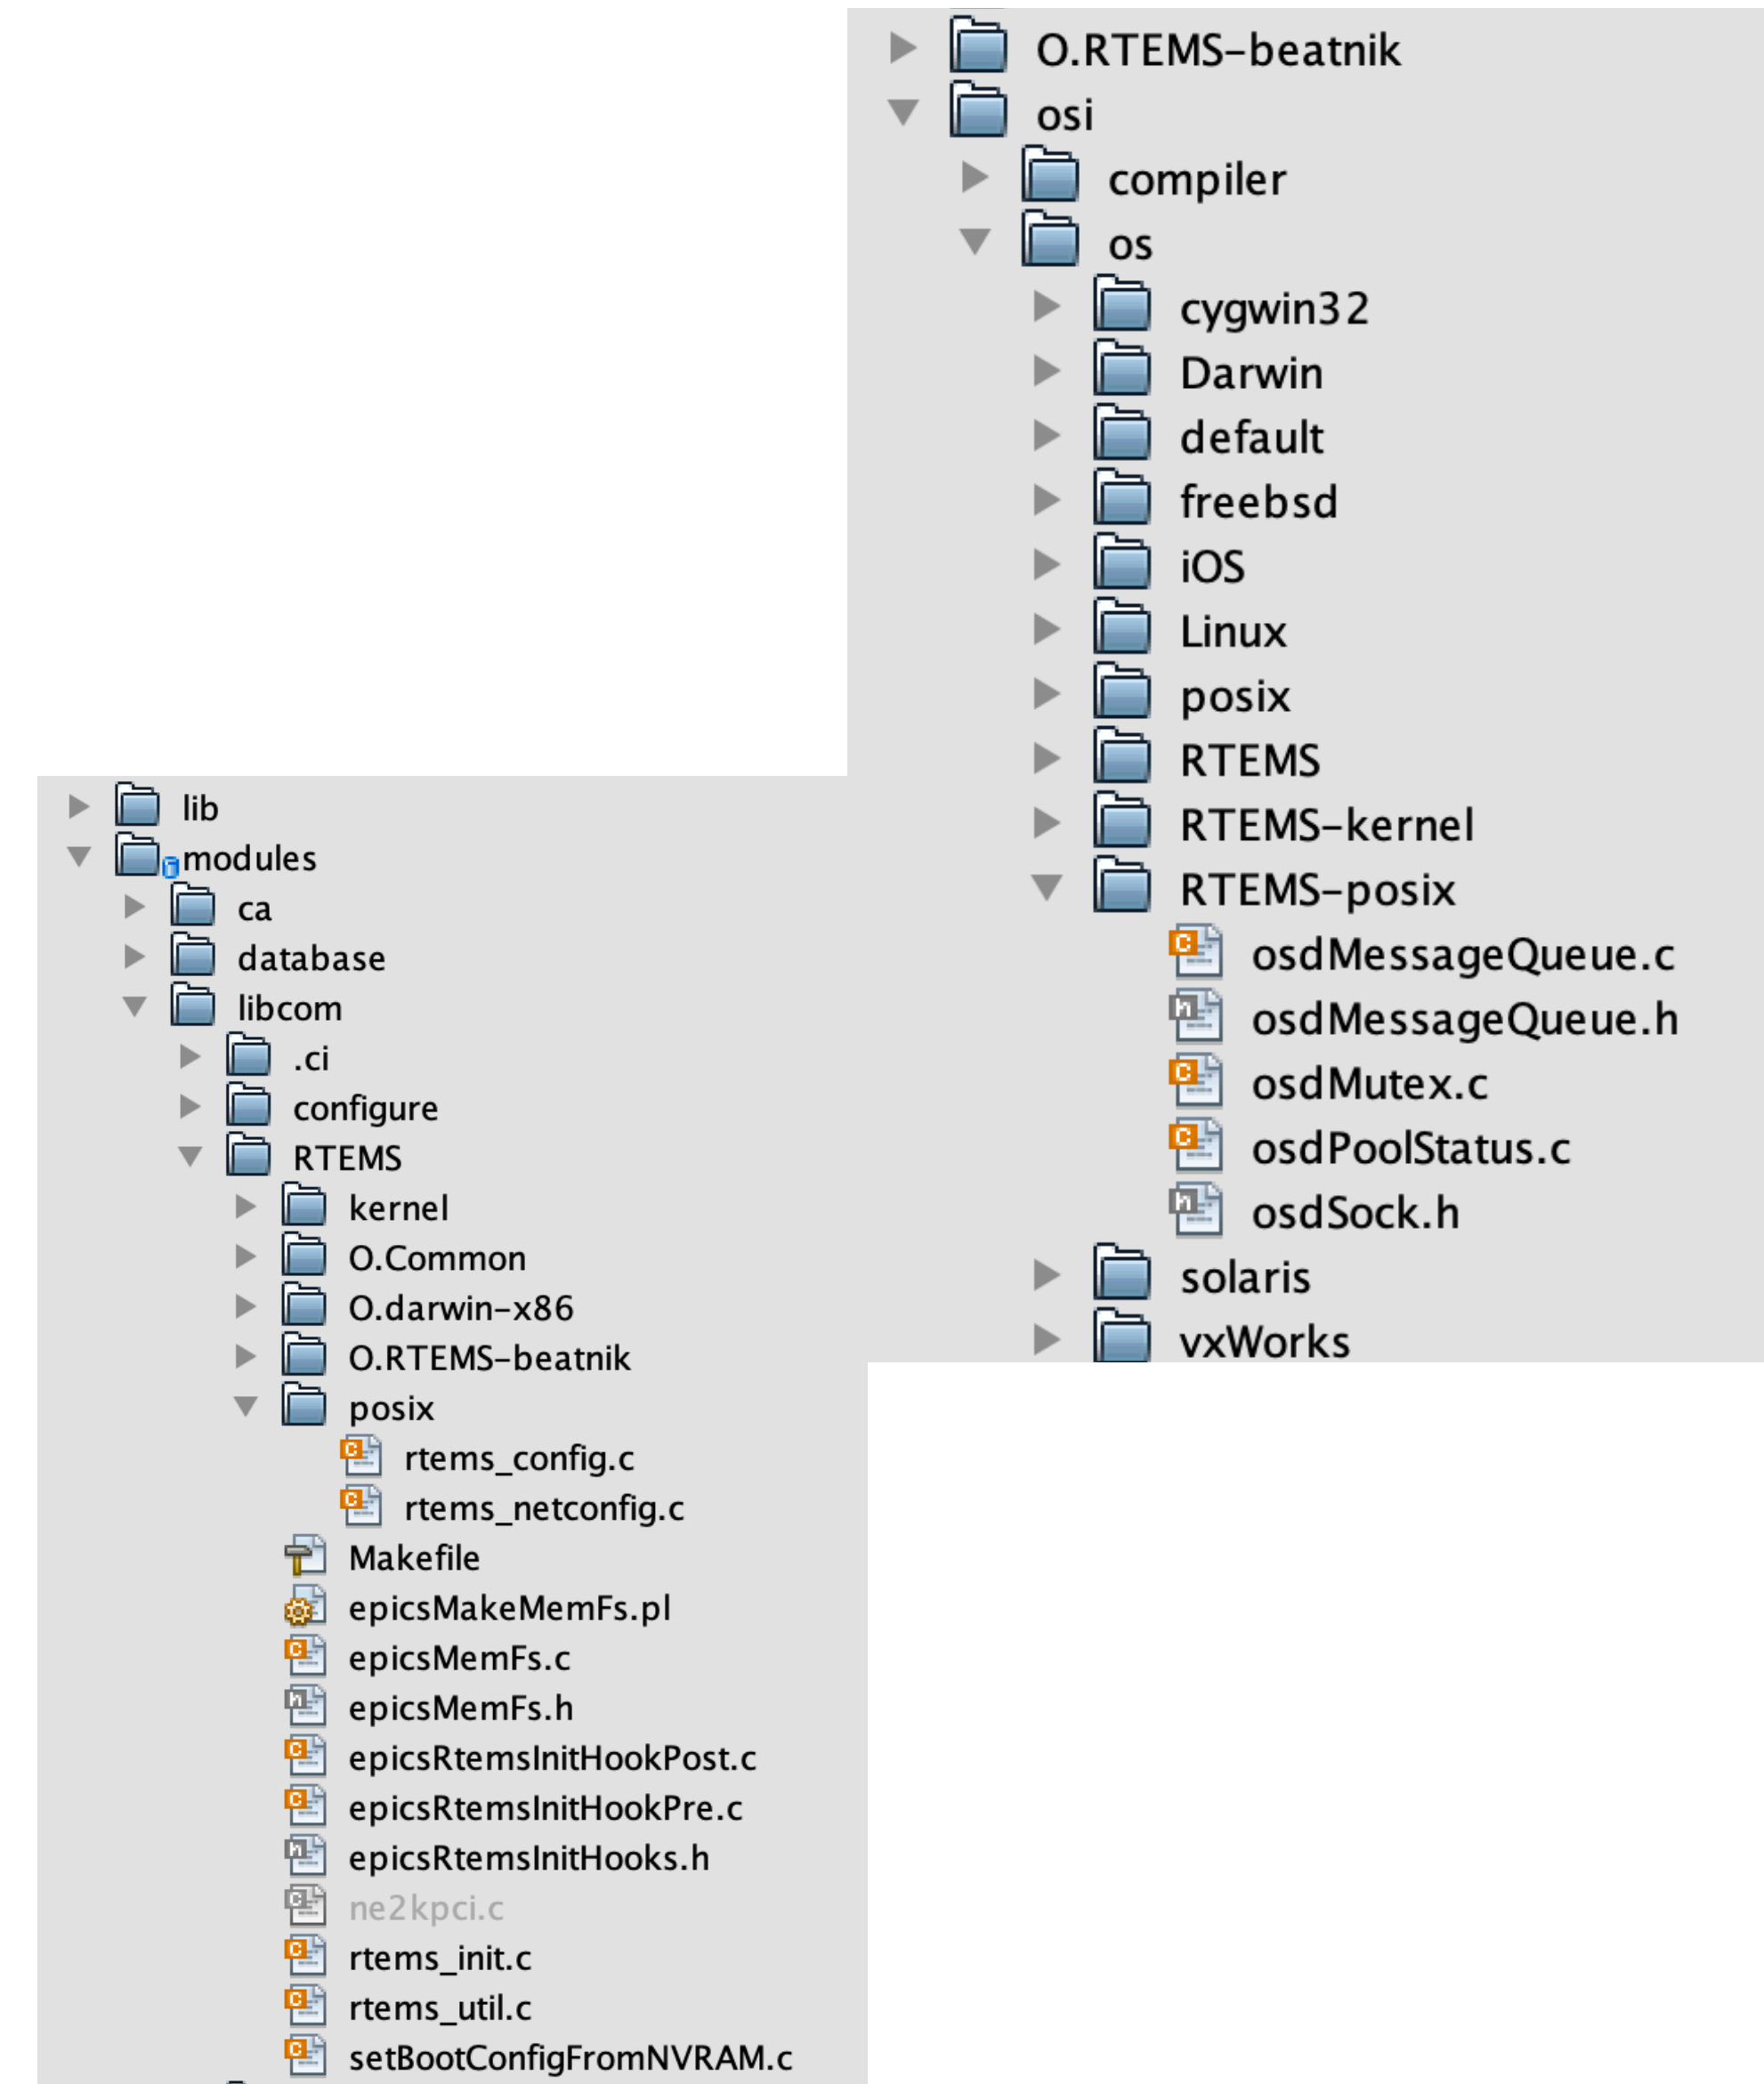 O.RTEMS-beatnik
osi
compiler
os
cygwin32
Darwin
default
freebsd
iOS
Linux
posix
RTEMS
RTEMS-kernel
RTEMS-posix
osdMessageQueue.c
osdMessageQueue.h
osdMutex.c
osdPoolStatus.c
osdSock.h
solaris
vxWorks
lib
modules
ca
database
libcom
.ci
configure
RTEMS
kernel
O.Common
O.darwin-x86
O.RTEMS-beatnik
posix
rtems_config.c
rtems_netconfig.c
Makefile
epicsMakeMemFs.pl
epicsMemFs.c
epicsMemFs.h
epicsRtemsInitHookPost.c
epicsRtemsInitHookPre.c
epicsRtemsInitHooks.h
ne2kpci.c
rtems_init.c
rtems_util.c
setBootConfigFromNVRAM.c